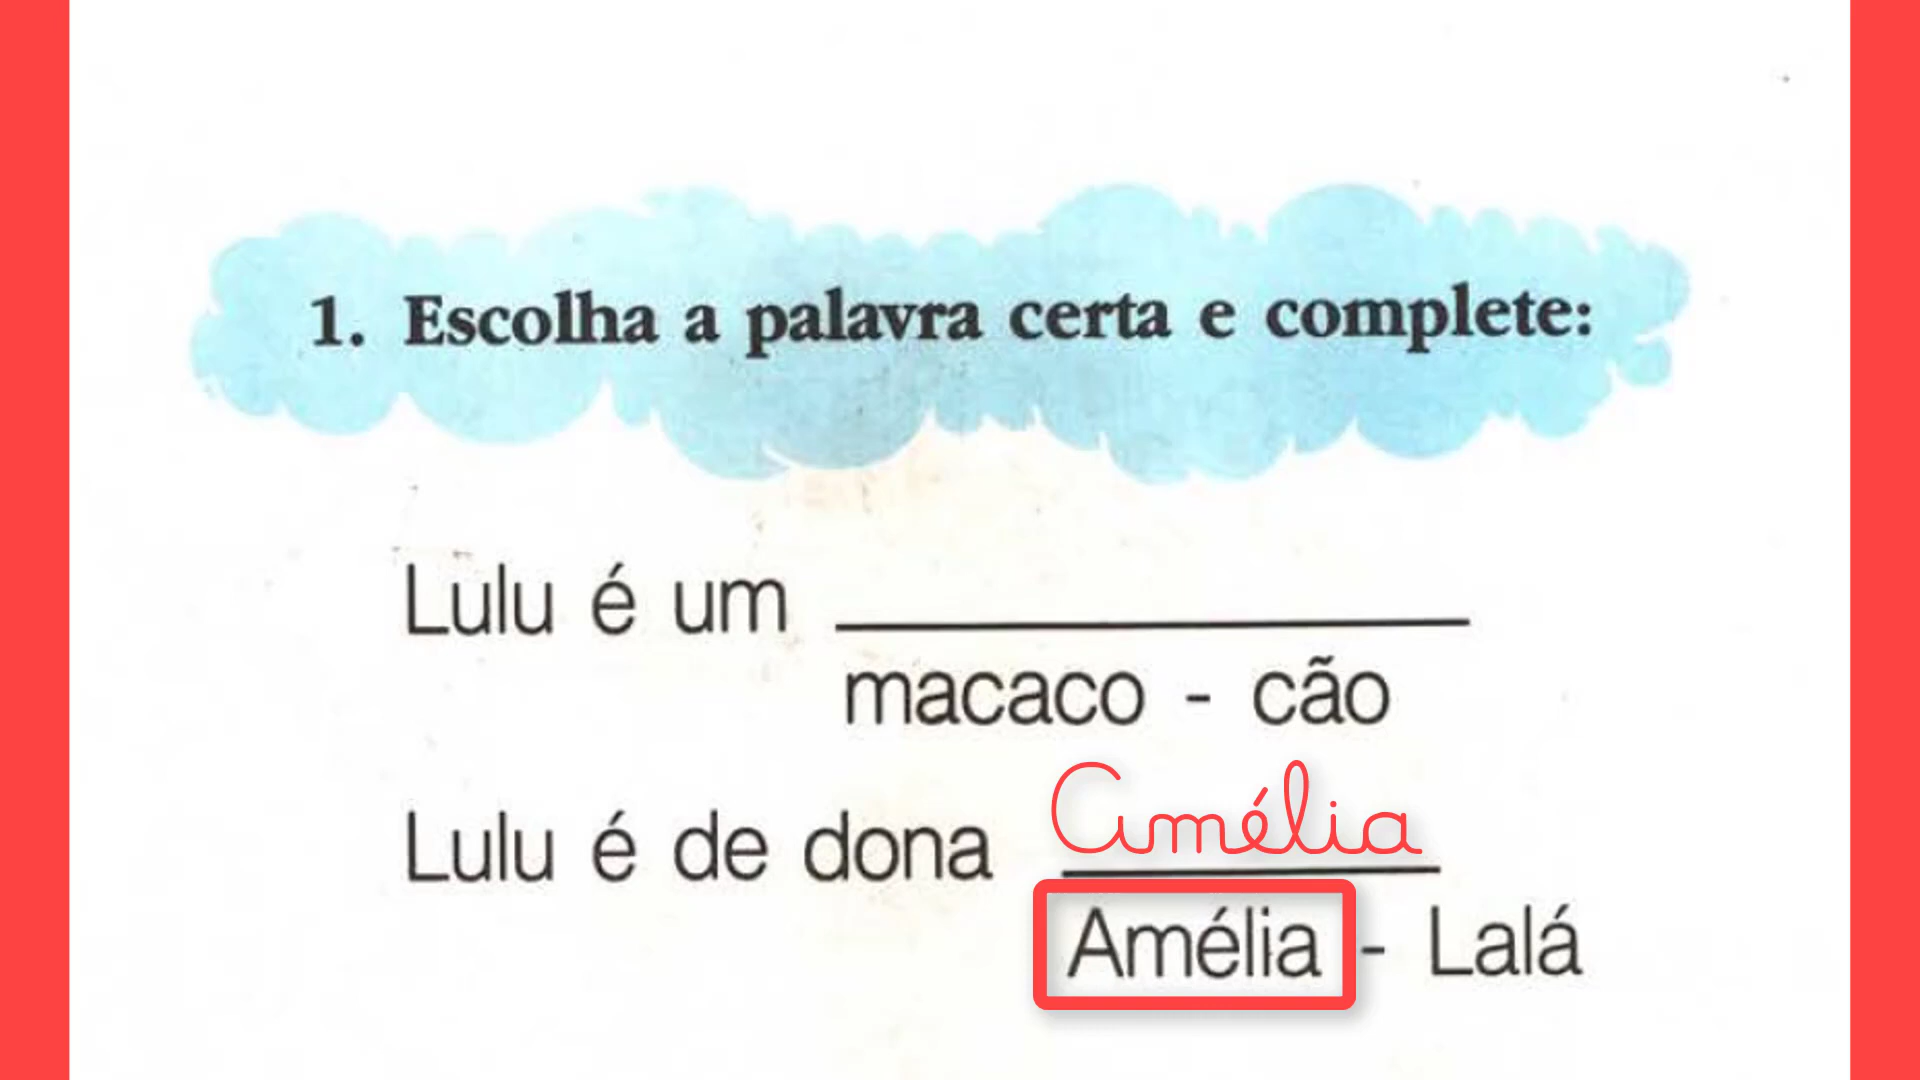 1. Escolha a palavra certa e complete:
Lulu é um
macaco - cão
Lulu é de dona Amélia
Amélia - Lalá